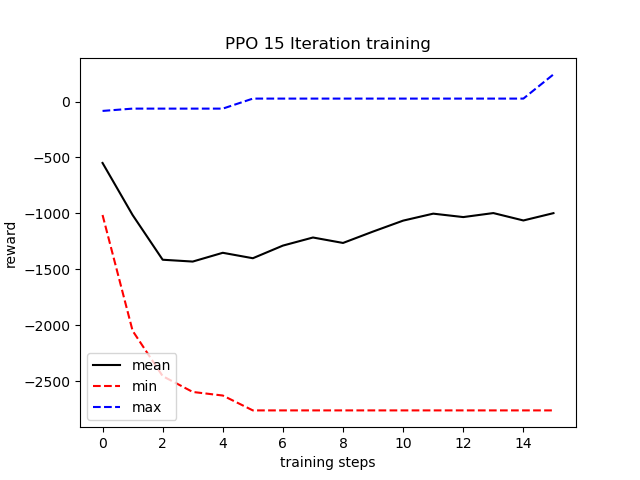 PPO 15 Iteration training
reward
0
−500
−1000
−1500
−2000
−2500
mean
min
max
0 2 4 6 8 10 12 14
training steps